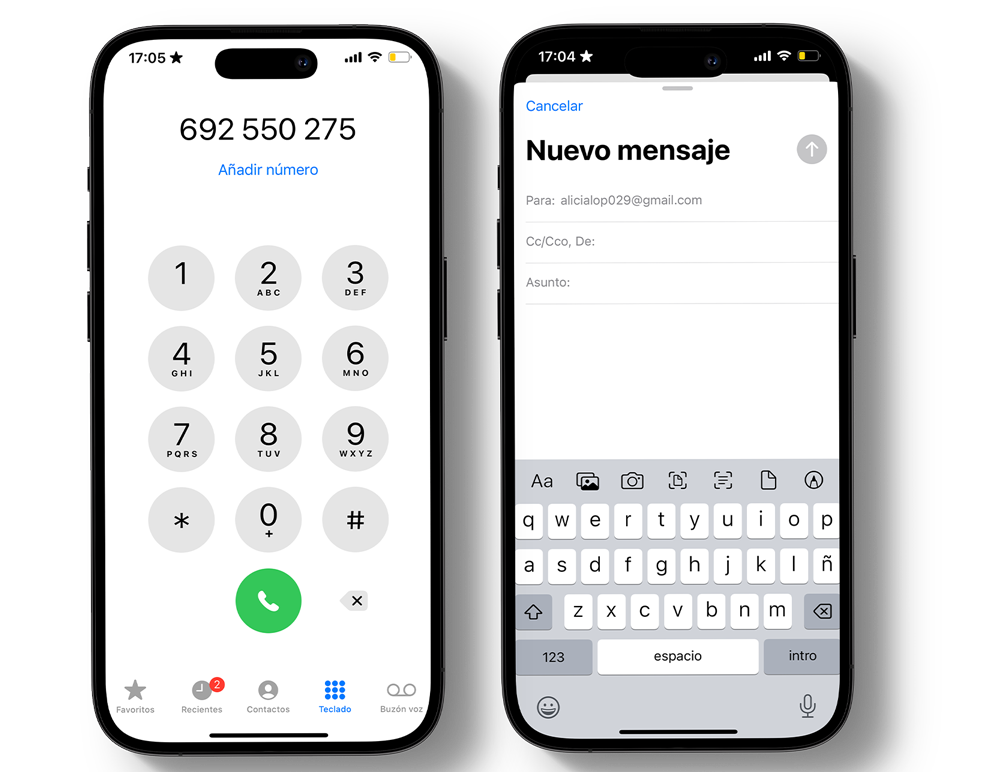 17:05 ★
692 550 275
Añadir número
1
2
ABC
3
DEF
4
GHI
5
JKL
6
MNO
7
PQRS
8
TUV
9
WXYZ
*
0
+
#
2
Favoritos
Recientes
Contactos
Teclado
Buzón voz
17:04 ★
Cancelar
Nuevo mensaje
Para: alicialop029@gmail.com
Cc/Cco, De:
Asunto:
Aa
q w e r t y u i o p
a s d f g h j k l ñ
z x c v b n m
123 espacio intro